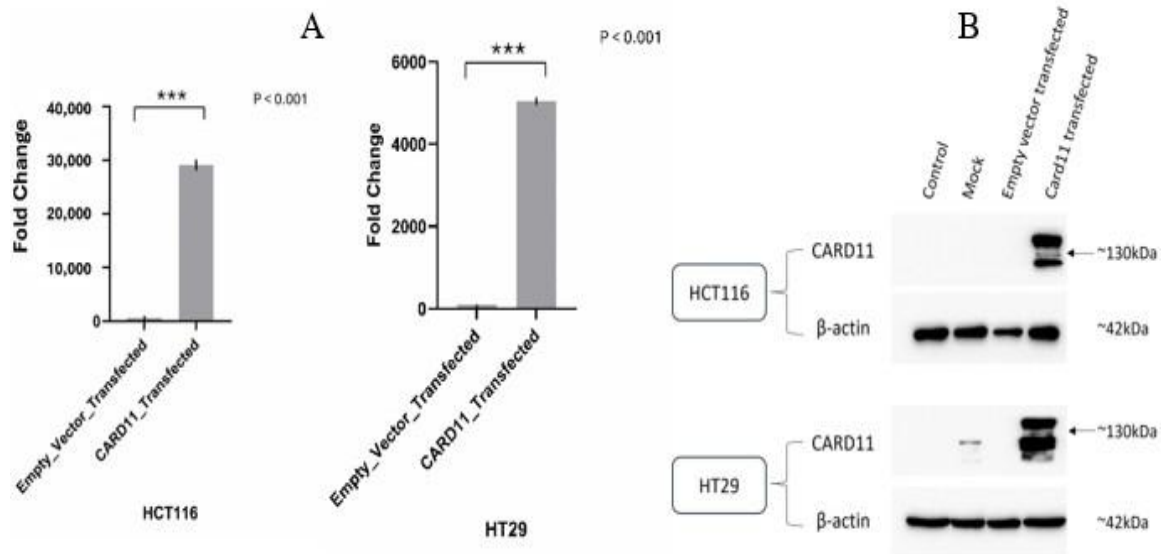 A
P < 0.001
***
40,000
30,000
20,000
10,000
0
Fold Change
Empty_Vector_Transfected
CARD11_Transfected
HCT116
P < 0.001
***
6000
4000
2000
0
Fold Change
Empty_Vector_Transfected
CARD11_Transfected
HT29
B
Control
Mock
Empty vector transfected
Card11 transfected
HCT116
CARD11
~130kDa
β-actin
~42kDa
HT29
CARD11
~130kDa
β-actin
~42kDa